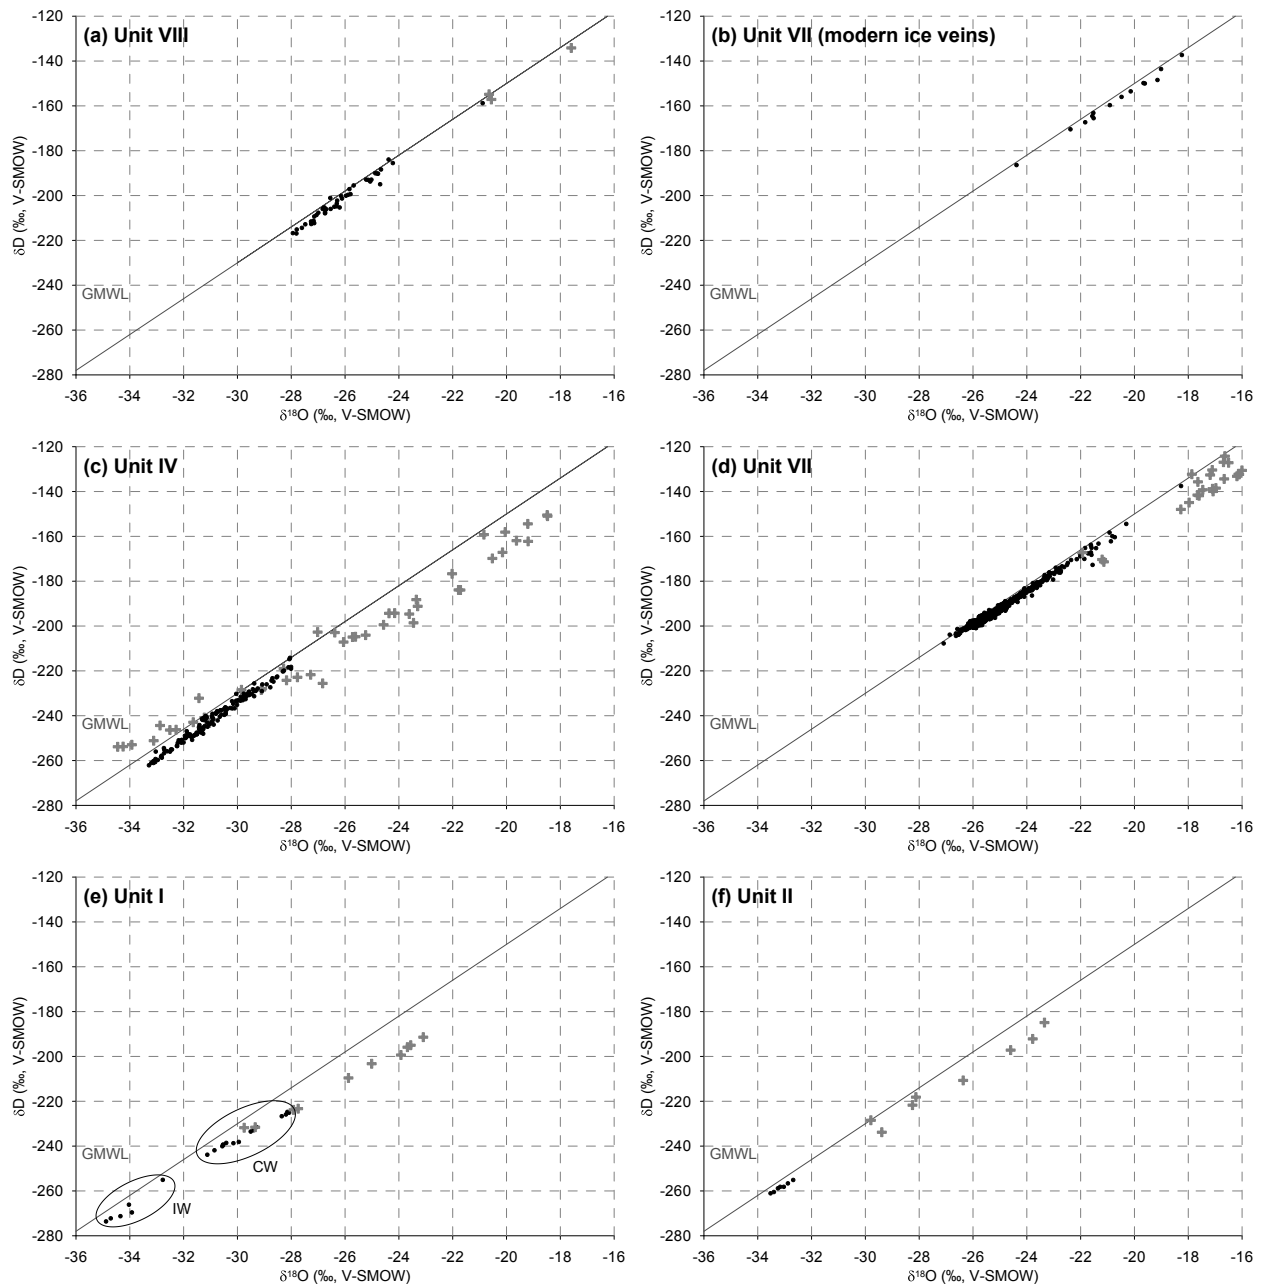 (a) Unit VIII
-120
-140
-160
-180
-200
-220
-240
-260
-280
δD (‰, V-SMOW)
GMWL
-36 -34 -32 -30 -28 -26 -24 -22 -20 -18 -16
δ¹⁸O (‰, V-SMOW)
(b) Unit VII (modern ice veins)
-120
-140
-160
-180
-200
-220
-240
-260
-280
δD (‰, V-SMOW)
GMWL
-36 -34 -32 -30 -28 -26 -24 -22 -20 -18 -16
δ¹⁸O (‰, V-SMOW)
(c) Unit IV
-120
-140
-160
-180
-200
-220
-240
-260
-280
δD (‰, V-SMOW)
GMWL
-36 -34 -32 -30 -28 -26 -24 -22 -20 -18 -16
δ¹⁸O (‰, V-SMOW)
(d) Unit VII
-120
-140
-160
-180
-200
-220
-240
-260
-280
δD (‰, V-SMOW)
GMWL
-36 -34 -32 -30 -28 -26 -24 -22 -20 -18 -16
δ¹⁸O (‰, V-SMOW)
(e) Unit I
-120
-140
-160
-180
-200
-220
-240
-260
-280
δD (‰, V-SMOW)
GMWL
CW
IW
-36 -34 -32 -30 -28 -26 -24 -22 -20 -18 -16
δ¹⁸O (‰, V-SMOW)
(f) Unit II
-120
-140
-160
-180
-200
-220
-240
-260
-280
δD (‰, V-SMOW)
GMWL
-36 -34 -32 -30 -28 -26 -24 -22 -20 -18 -16
δ¹⁸O (‰, V-SMOW)